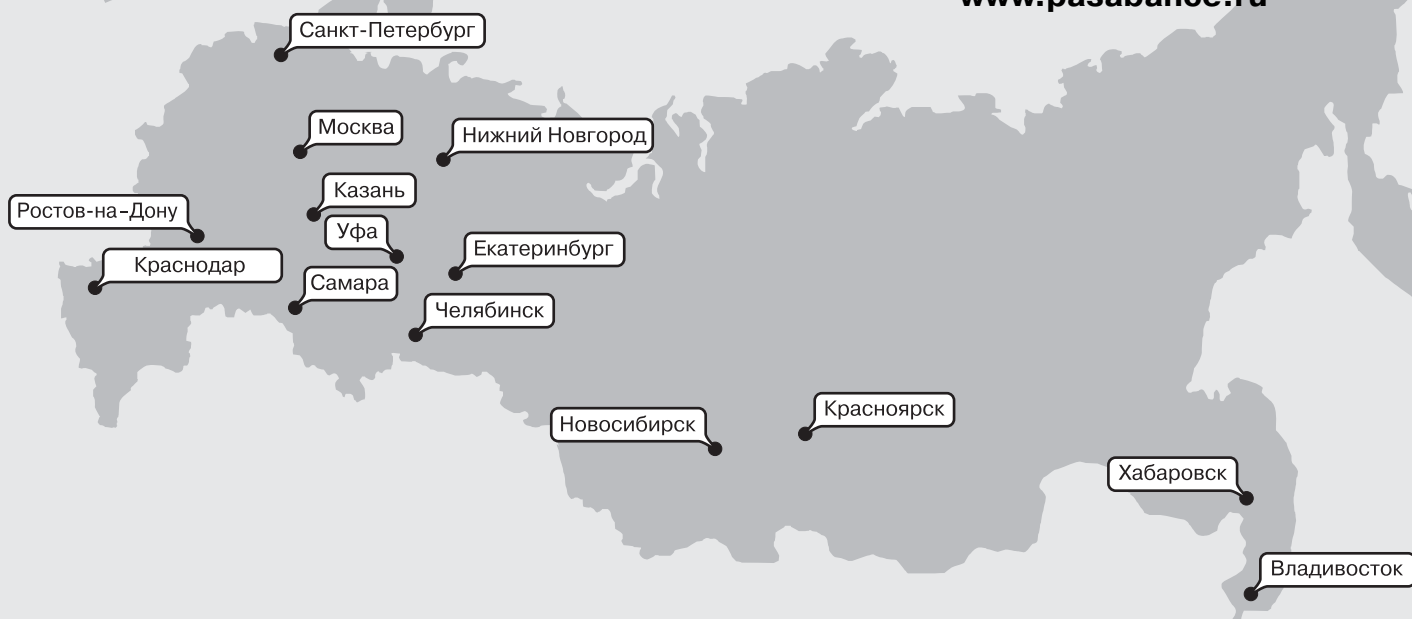 www.pasabahce.ru
Санкт-Петербург
Москва
Нижний Новгород
Казань
Ростов-на-Дону
Уфа
Екатеринбург
Краснодар
Самара
Челябинск
Красноярск
Новосибирск
Хабаровск
Владивосток